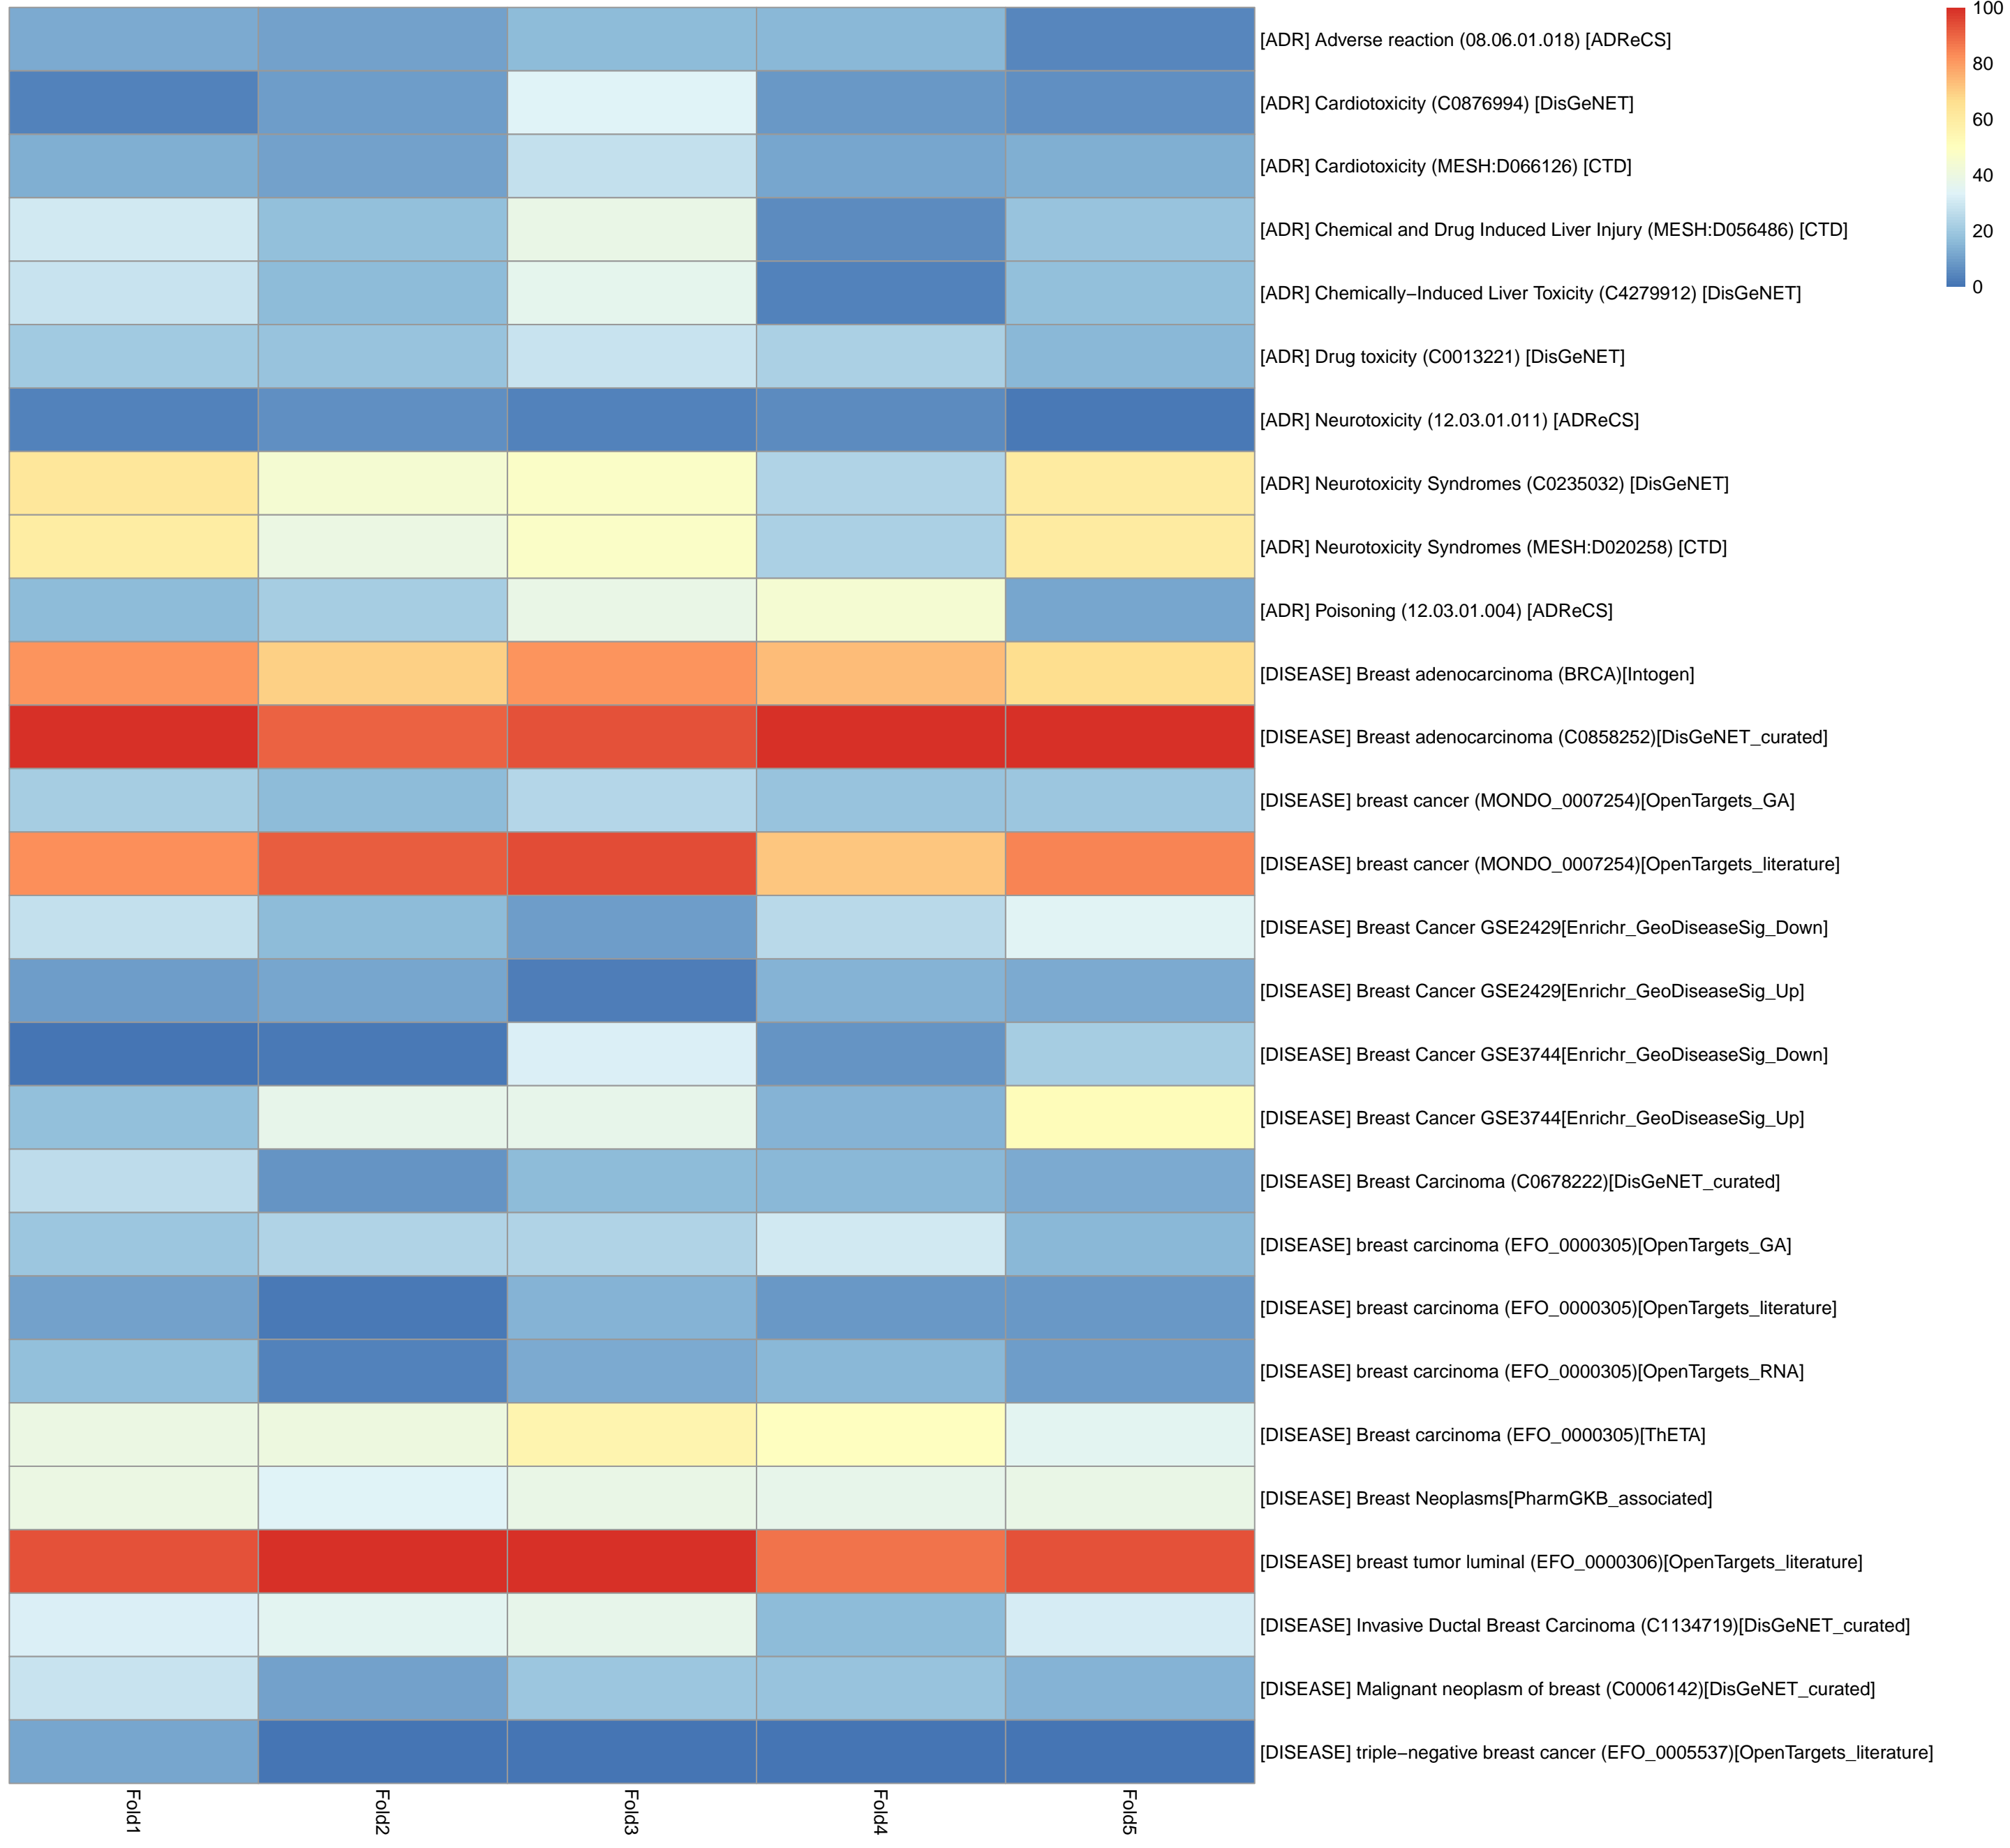 [ADR] Adverse reaction (08.06.01.018) [ADReCS]
[ADR] Cardiotoxicity (C0876994) [DisGeNET]
[ADR] Cardiotoxicity (MESH:D066126) [CTD]
[ADR] Chemical and Drug Induced Liver Injury (MESH:D056486) [CTD]
[ADR] Chemically−Induced Liver Toxicity (C4279912) [DisGeNET]
[ADR] Drug toxicity (C0013221) [DisGeNET]
[ADR] Neurotoxicity (12.03.01.011) [ADReCS]
[ADR] Neurotoxicity Syndromes (C0235032) [DisGeNET]
[ADR] Neurotoxicity Syndromes (MESH:D020258) [CTD]
[ADR] Poisoning (12.03.01.004) [ADReCS]
[DISEASE] Breast adenocarcinoma (BRCA)[Intogen]
[DISEASE] Breast adenocarcinoma (C0858252)[DisGeNET_curated]
[DISEASE] breast cancer (MONDO_0007254)[OpenTargets_GA]
[DISEASE] breast cancer (MONDO_0007254)[OpenTargets_literature]
[DISEASE] Breast Cancer GSE2429[Enrichr_GeoDiseaseSig_Down]
[DISEASE] Breast Cancer GSE2429[Enrichr_GeoDiseaseSig_Up]
[DISEASE] Breast Cancer GSE3744[Enrichr_GeoDiseaseSig_Down]
[DISEASE] Breast Cancer GSE3744[Enrichr_GeoDiseaseSig_Up]
[DISEASE] Breast Carcinoma (C0678222)[DisGeNET_curated]
[DISEASE] breast carcinoma (EFO_0000305)[OpenTargets_GA]
[DISEASE] breast carcinoma (EFO_0000305)[OpenTargets_literature]
[DISEASE] breast carcinoma (EFO_0000305)[OpenTargets_RNA]
[DISEASE] Breast carcinoma (EFO_0000305)[ThETA]
[DISEASE] Breast Neoplasms[PharmGKB_associated]
[DISEASE] breast tumor luminal (EFO_0000306)[OpenTargets_literature]
[DISEASE] Invasive Ductal Breast Carcinoma (C1134719)[DisGeNET_curated]
[DISEASE] Malignant neoplasm of breast (C0006142)[DisGeNET_curated]
[DISEASE] triple−negative breast cancer (EFO_0005537)[OpenTargets_literature]
Fold1
Fold2
Fold3
Fold4
Fold5
100
80
60
40
20
0